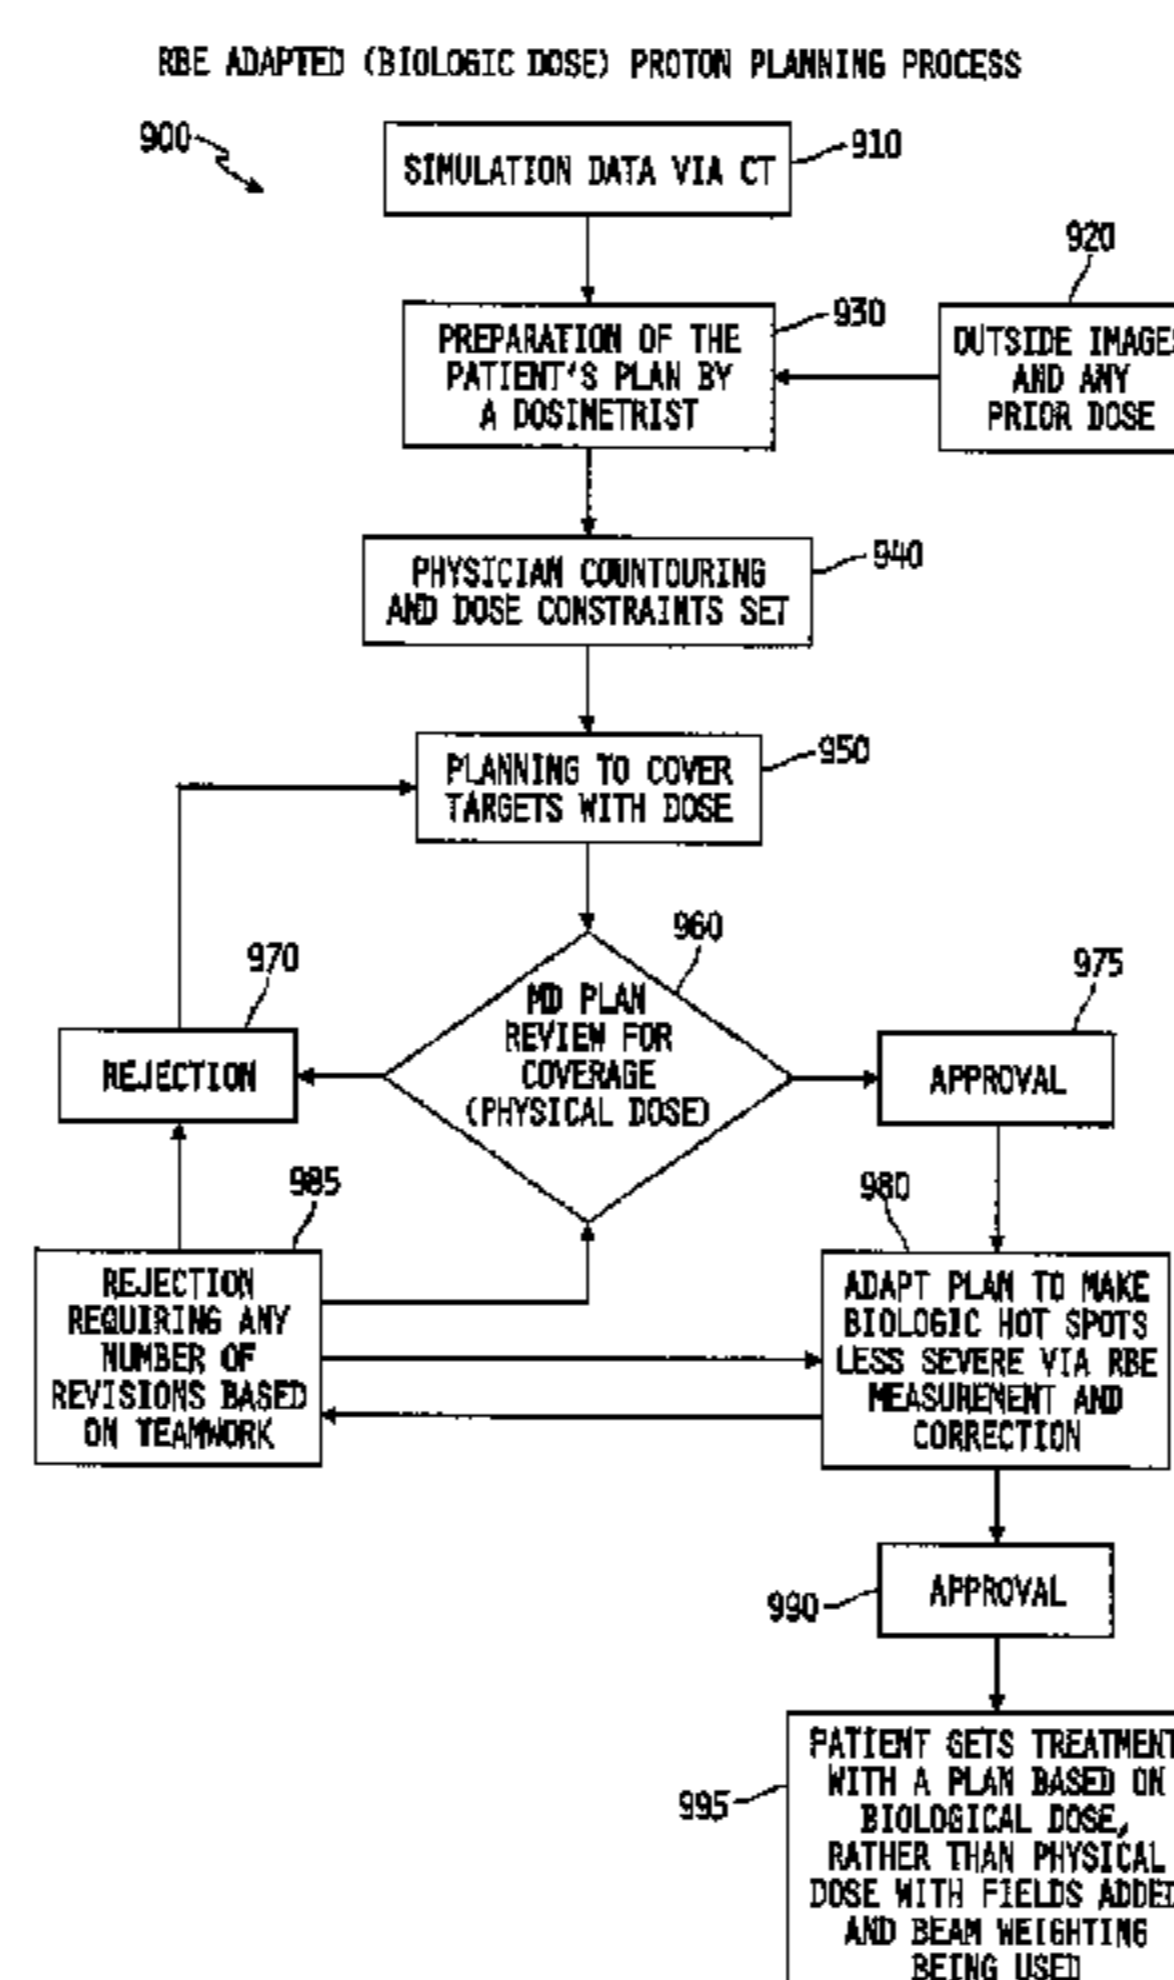 RBE ADAPTED (BIOLOGIC DOSE) PROTON PLANNING PROCESS
900
910
SIMULATION DATA VIA CT
920
OUTSIDE IMAGES
AND ANY
PRIOR DOSE
930
PREPARATION OF THE
PATIENT'S PLAN BY
A DOSIMETRIST
940
PHYSICIAN COUNTOURING
AND DOSE CONSTRAINTS SET
950
PLANNING TO COVER
TARGETS WITH DOSE
960
MD PLAN
REVIEW FOR
COVERAGE
(PHYSICAL DOSE)
970
REJECTION
975
APPROVAL
985
REJECTION
REQUIRING ANY
NUMBER OF
REVISIONS BASED
ON TEAMWORK
980
ADAPT PLAN TO MAKE
BIOLOGIC HOT SPOTS
LESS SEVERE VIA RBE
MEASUREMENT AND
CORRECTION
990
APPROVAL
995
PATIENT GETS TREATMENT
WITH A PLAN BASED ON
BIOLOGICAL DOSE,
RATHER THAN PHYSICAL
DOSE WITH FIELDS ADDED
AND BEAM WEIGHTING
BEING USED